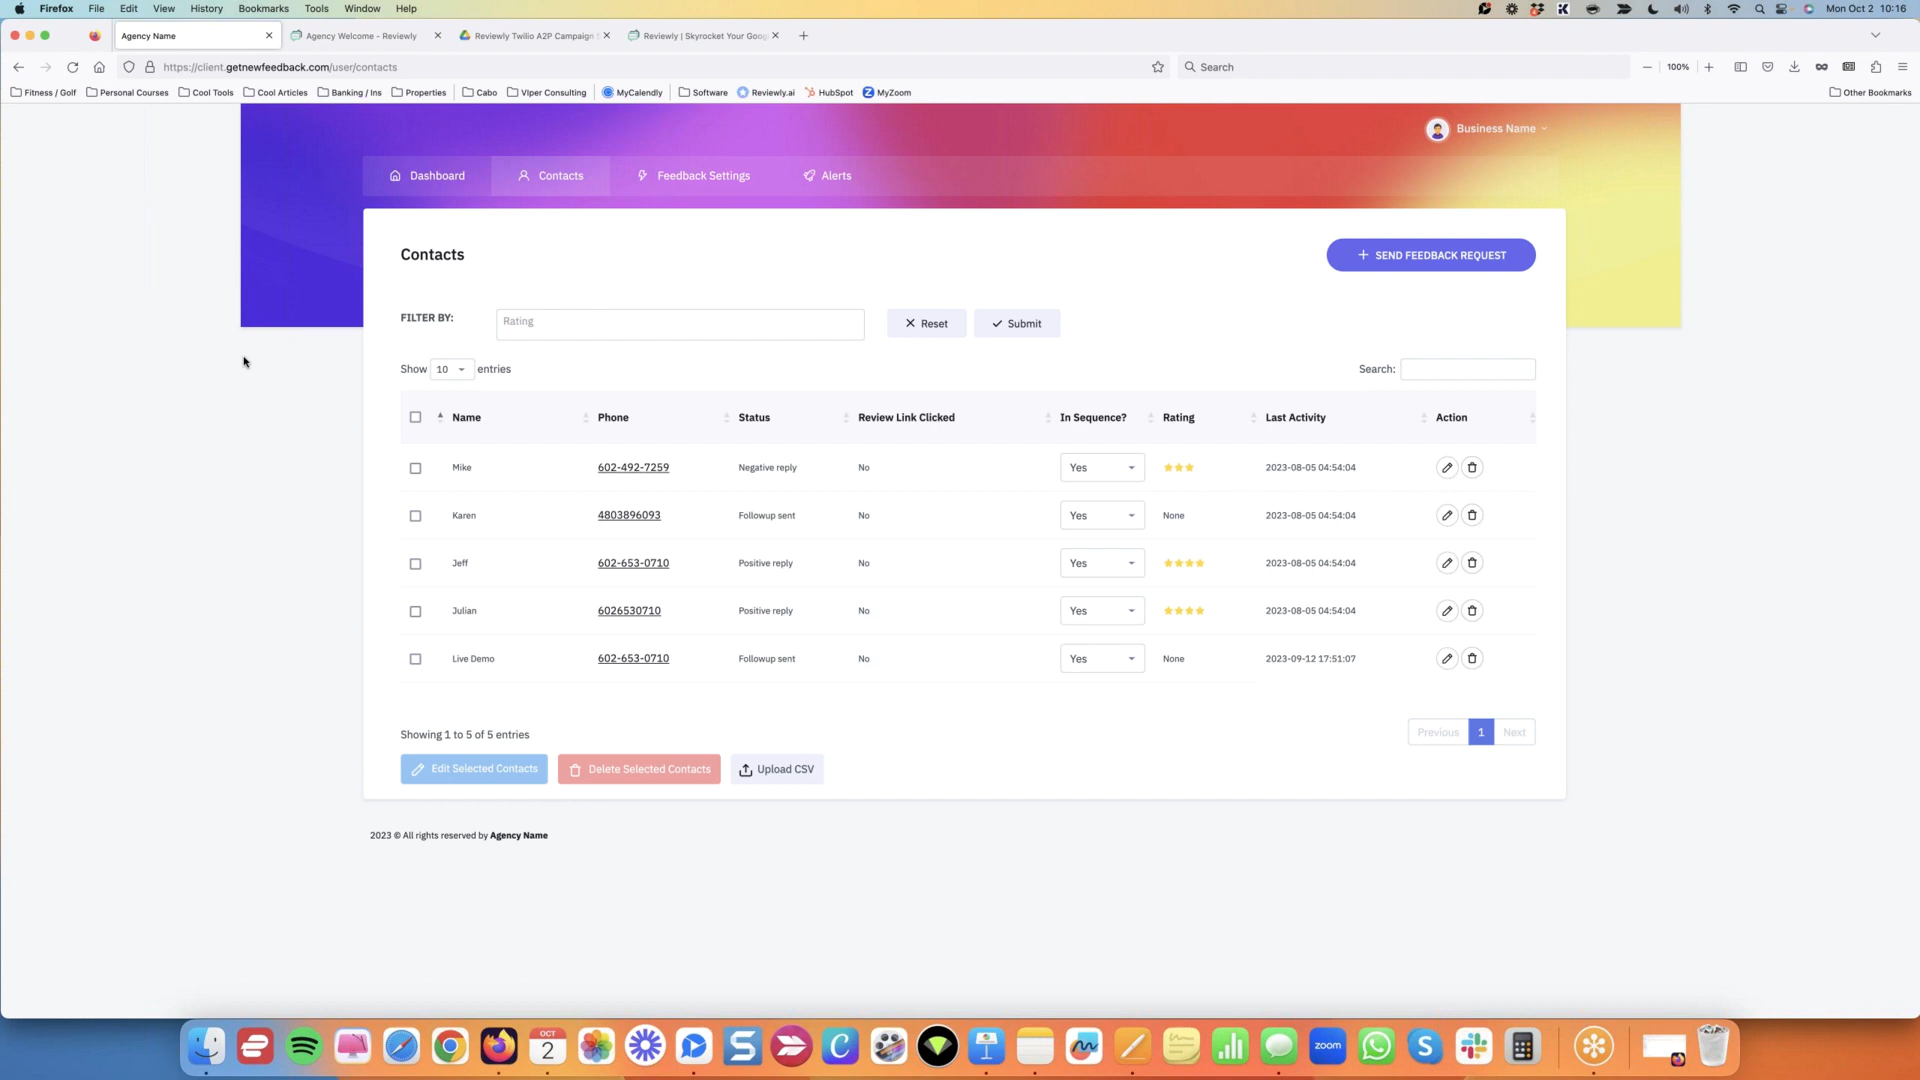 Firefox File Edit View History Bookmarks Tools Window Help Mon Oct 2 10:16
Agency Name Agency Welcome - Reviewly Reviewly Twilio A2P Campaign Reviewly | Skyrocket Your Goog
https://client.getnewfeedback.com/user/contacts Search 100%
Fitness / Golf Personal Courses Cool Tools Cool Articles Banking / Ins Properties Cabo VIper Consulting MyCalendly Software Reviewly.ai HubSpot MyZoom Other Bookmarks
Business Name
Dashboard Contacts Feedback Settings Alerts
Contacts
+ SEND FEEDBACK REQUEST
FILTER BY: Rating Reset Submit
Show 10 entries Search:
Name Phone Status Review Link Clicked In Sequence? Rating Last Activity Action
Mike 602-492-7259 Negative reply No Yes 2023-08-05 04:54:04
Karen 4803896093 Followup sent No Yes None 2023-08-05 04:54:04
Jeff 602-653-0710 Positive reply No Yes 2023-08-05 04:54:04
Julian 6026530710 Positive reply No Yes 2023-08-05 04:54:04
Live Demo 602-653-0710 Followup sent No Yes None 2023-09-12 17:51:07
Showing 1 to 5 of 5 entries
Previous 1 Next
Edit Selected Contacts Delete Selected Contacts Upload CSV
2023 © All rights reserved by Agency Name
OCT
2
zoom